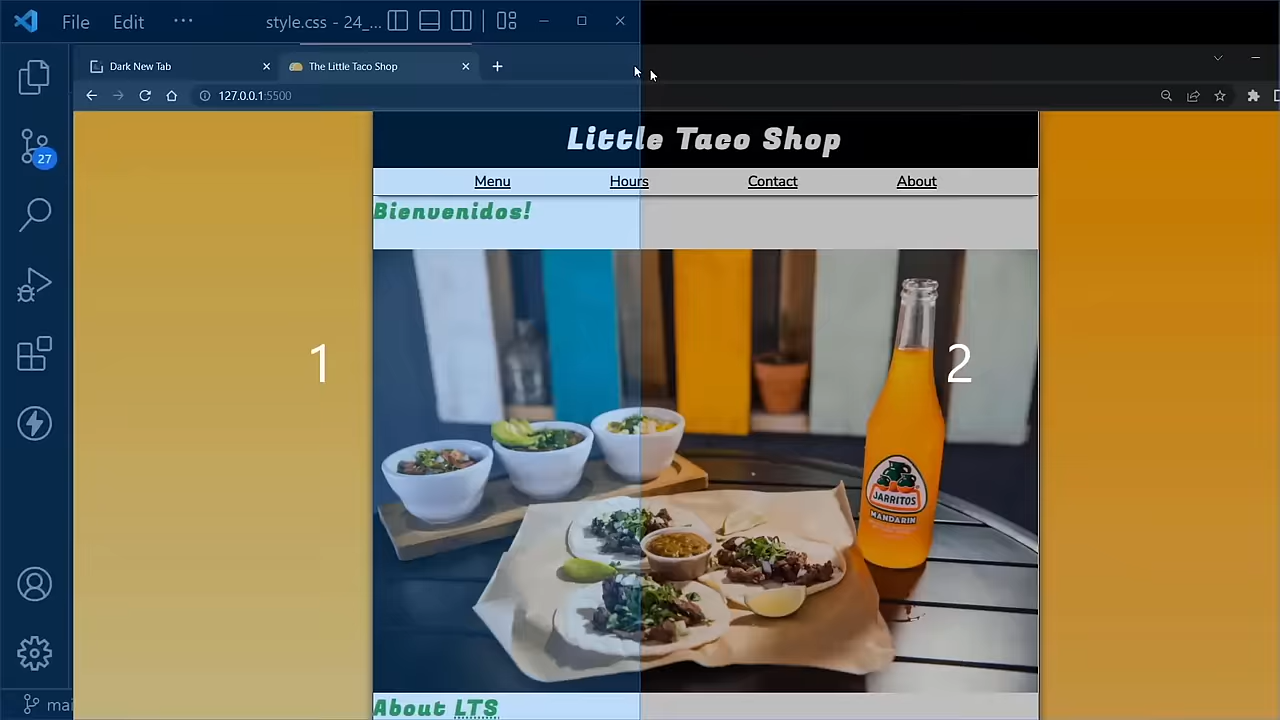 File Edit ··· style.css - 24_...
Dark New Tab The Little Taco Shop
127.0.0.1:5500
27
Little Taco Shop
Menu Hours Contact About
Bienvenidos!
1 2
JARRITOS
MANDARIN
About LTS
mai